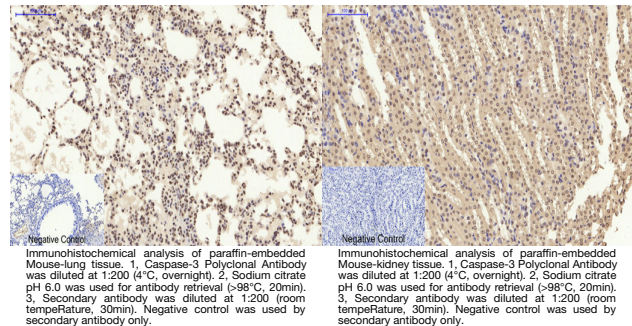 Negative Control
Negative Control
Immunohistochemical analysis of paraffin-embedded
Mouse-lung tissue. 1, Caspase-3 Polyclonal Antibody
was diluted at 1:200 (4°C, overnight). 2, Sodium citrate
pH 6.0 was used for antibody retrieval (>98°C, 20min).
3, Secondary antibody was diluted at 1:200 (room
tempeRature, 30min). Negative control was used by
secondary antibody only.
Immunohistochemical analysis of paraffin-embedded
Mouse-kidney tissue. 1, Caspase-3 Polyclonal Antibody
was diluted at 1:200 (4°C, overnight). 2, Sodium citrate
pH 6.0 was used for antibody retrieval (>98°C, 20min).
3, Secondary antibody was diluted at 1:200 (room
tempeRature, 30min). Negative control was used by
secondary antibody only.